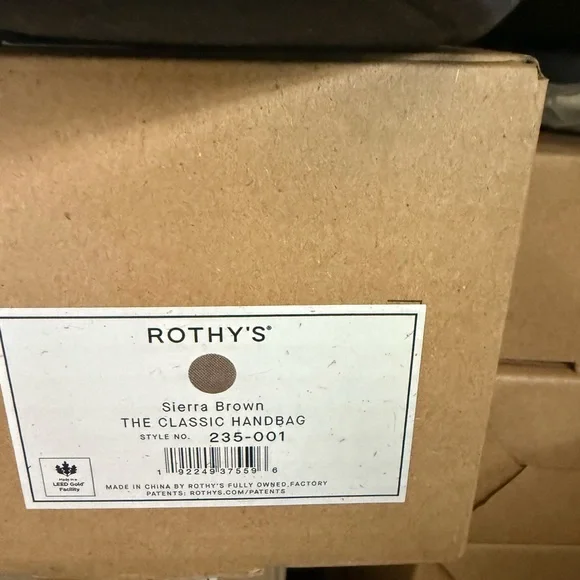 ROTHY'S®
Sierra Brown
THE CLASSIC HANDBAG
STYLE NO. 235-001
1 92249 37559 6
Made in a
LEED Gold®
Facility
MADE IN CHINA BY ROTHY'S FULLY OWNED FACTORY
PATENTS: ROTHYS.COM/PATENTS